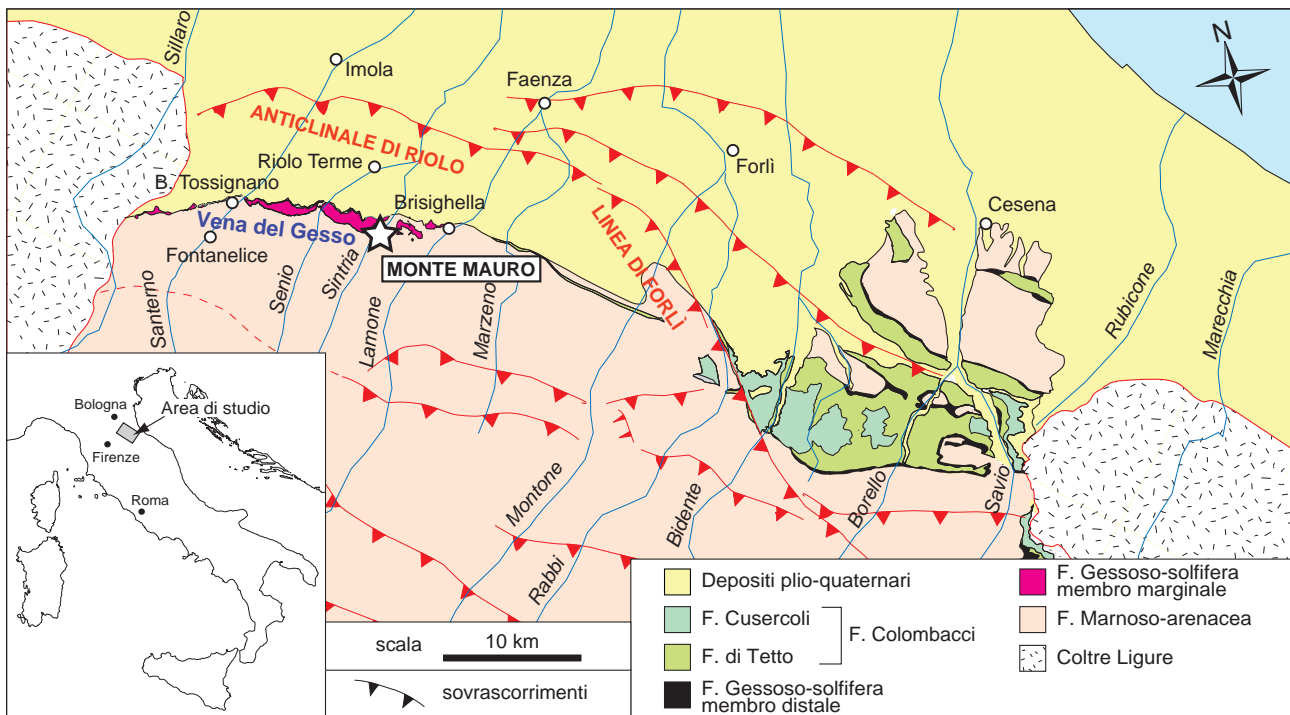 Sillaro
Imola
Faenza
N
ANTICLINALE DI RIOLO
Riolo Terme
Forlì
B. Tossignano
Brisighella
Cesena
Vena del Gesso
Fontanelice
MONTE MAURO
LINEA DI FORLÌ
Santerno
Senio
Sintria
Lamone
Marzeno
Rubicone
Marecchia
Montone
Rabbi
Bidente
Borello
Savio
Bologna
Area di studio
Firenze
Roma
scala
10 km
sovrascorrimenti
Depositi plio-quaternari
F. Cusercoli
F. Colombacci
F. di Tetto
F. Gessoso-solfifera
membro distale
F. Gessoso-solfifera
membro marginale
F. Marnoso-arenacea
Coltre Ligure